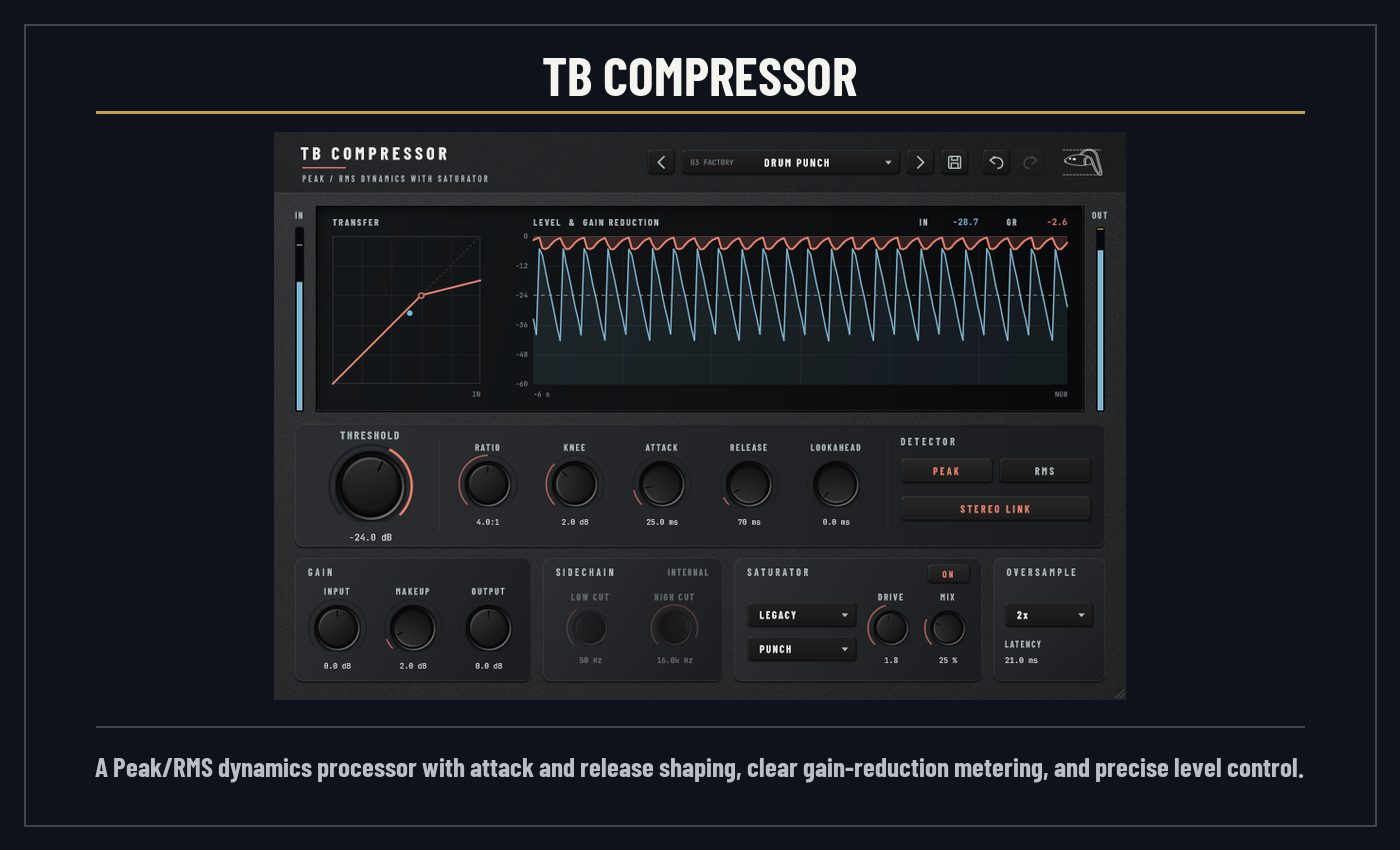 TB COMPRESSOR
TB COMPRESSOR
PEAK / RMS DYNAMICS WITH SATURATOR
03 FACTORY DRUM PUNCH
IN
OUT
TRANSFER
LEVEL & GAIN REDUCTION
IN -28.7 GR -2.6
0
-12
-24
-36
-48
-60
IN
-6 s
NOW
THRESHOLD
-24.0 dB
RATIO KNEE ATTACK RELEASE LOOKAHEAD
4.0:1 2.0 dB 25.0 ms 70 ms 0.0 ms
DETECTOR
PEAK RMS
STEREO LINK
GAIN
INPUT MAKEUP OUTPUT
0.0 dB 2.0 dB 0.0 dB
SIDECHAIN INTERNAL
LOW CUT HIGH CUT
50 Hz 16.0k Hz
SATURATOR ON
LEGACY
PUNCH
DRIVE MIX
1.8 25 %
OVERSAMPLE
2x
LATENCY
21.0 ms
A Peak/RMS dynamics processor with attack and release shaping, clear gain-reduction metering, and precise level control.